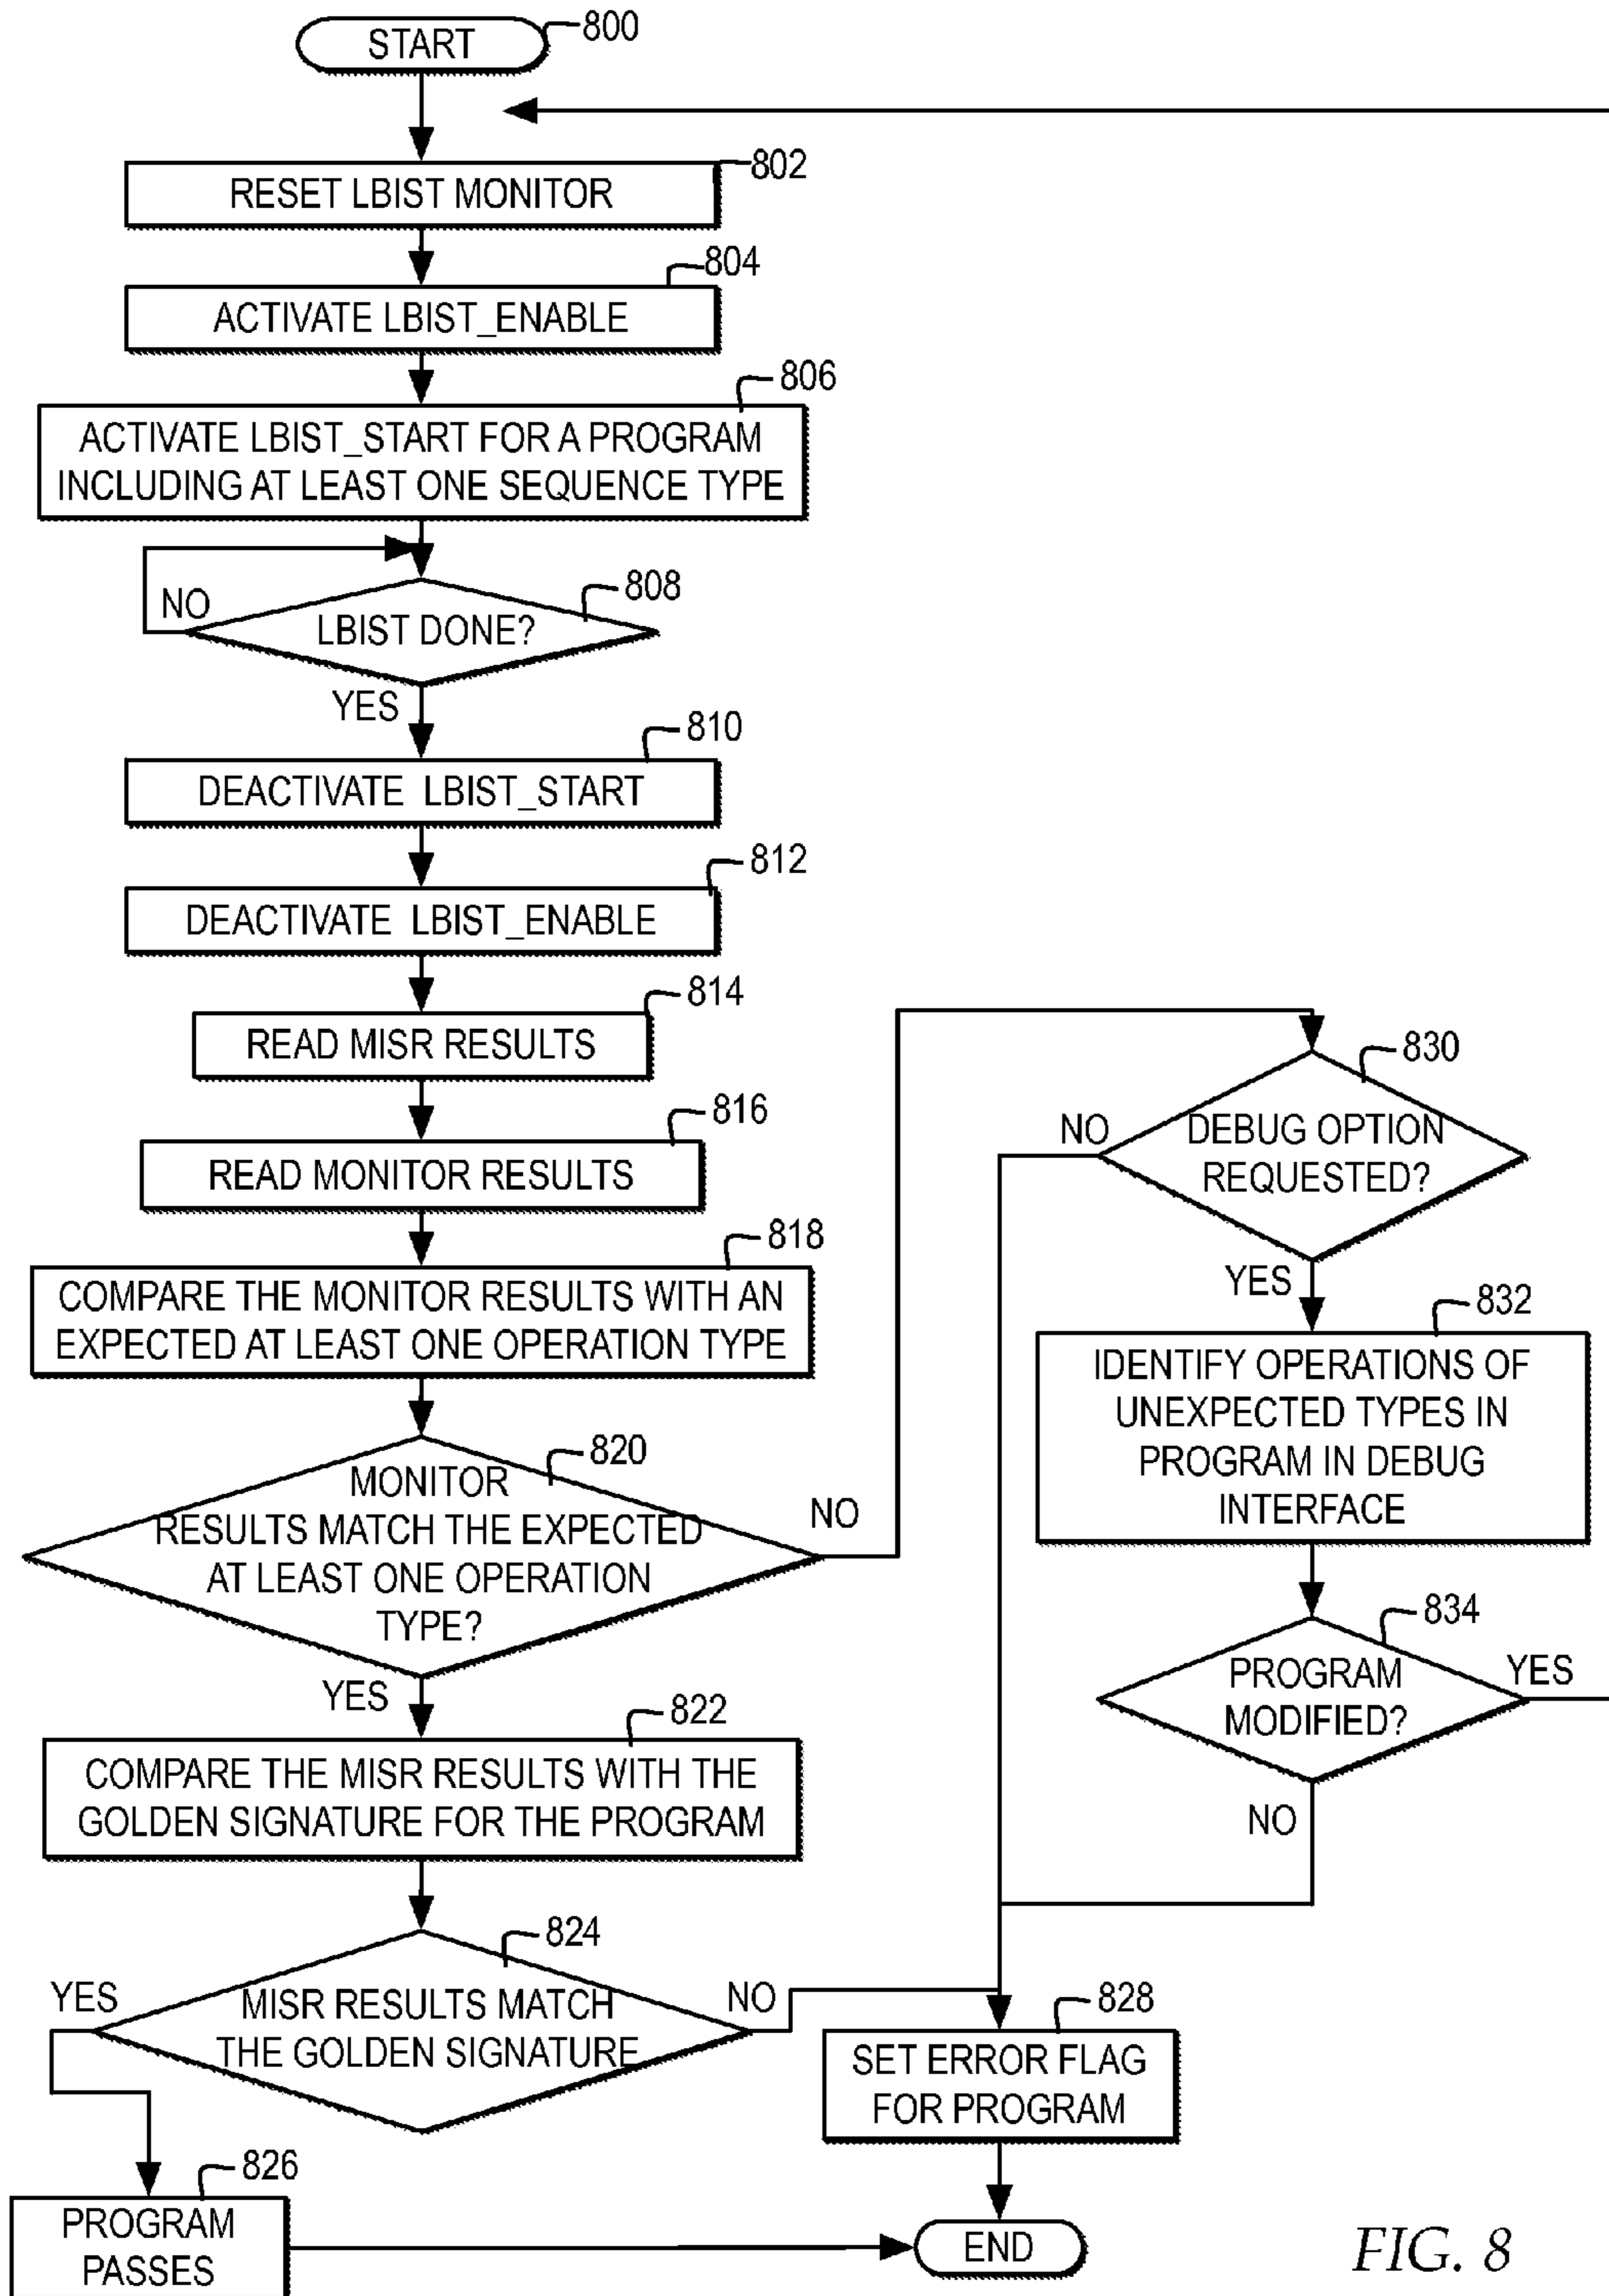 START
800
802
RESET LBIST MONITOR
804
ACTIVATE LBIST_ENABLE
806
ACTIVATE LBIST_START FOR A PROGRAM
INCLUDING AT LEAST ONE SEQUENCE TYPE
808
NO
LBIST DONE?
YES
810
DEACTIVATE LBIST_START
812
DEACTIVATE LBIST_ENABLE
814
READ MISR RESULTS
816
READ MONITOR RESULTS
818
COMPARE THE MONITOR RESULTS WITH AN
EXPECTED AT LEAST ONE OPERATION TYPE
820
MONITOR
RESULTS MATCH THE EXPECTED
AT LEAST ONE OPERATION
TYPE?
NO
YES
822
COMPARE THE MISR RESULTS WITH THE
GOLDEN SIGNATURE FOR THE PROGRAM
824
YES
MISR RESULTS MATCH
THE GOLDEN SIGNATURE
NO
826
PROGRAM
PASSES
830
NO
DEBUG OPTION
REQUESTED?
YES
832
IDENTIFY OPERATIONS OF
UNEXPECTED TYPES IN
PROGRAM IN DEBUG
INTERFACE
834
PROGRAM
MODIFIED?
YES
NO
828
SET ERROR FLAG
FOR PROGRAM
END
FIG. 8